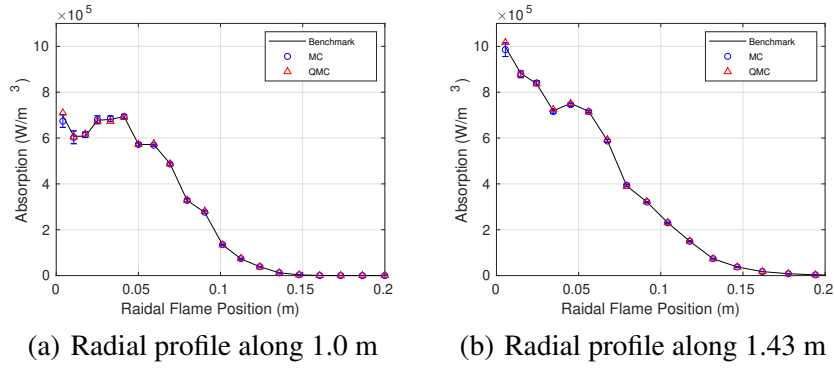 ×10^5
10
8
6
4
2
0
Absorption (W/m^3)
Benchmark
MC
QMC
0
0.05
0.1
0.15
0.2
Raidal Flame Position (m)
(a) Radial profile along 1.0 m
×10^5
10
8
6
4
2
0
Absorption (W/m^3)
Benchmark
MC
QMC
0
0.05
0.1
0.15
0.2
Raidal Flame Position (m)
(b) Radial profile along 1.43 m